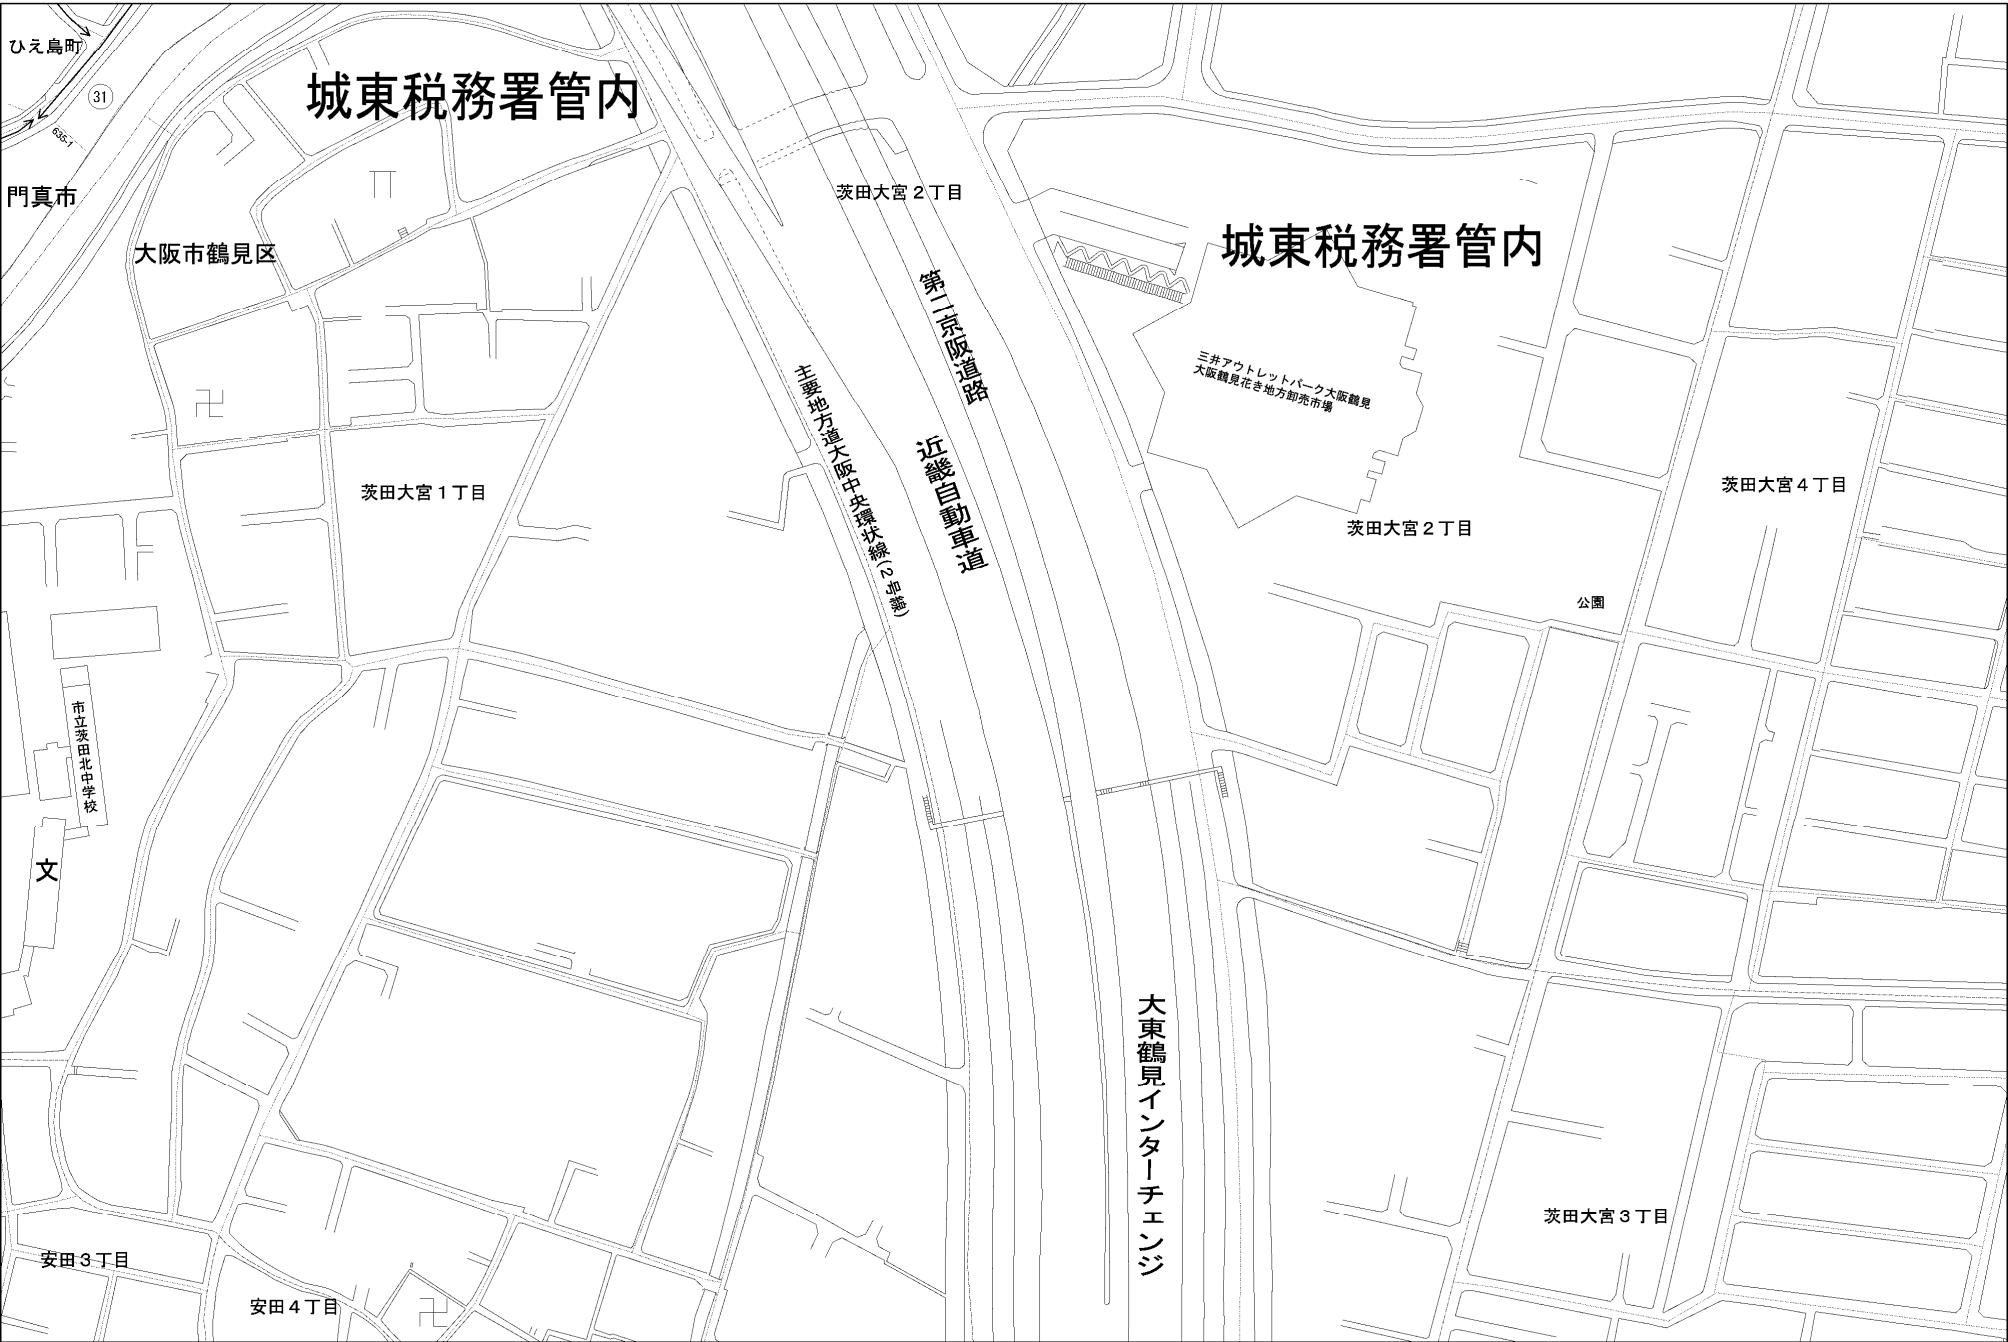 ひえ島町
31
635-1
門真市
城東税務署管内
大阪市鶴見区
茨田大宮２丁目
城東税務署管内
第二京阪道路
三井アウトレットパーク大阪鶴見
大阪鶴見花き地方卸売市場
主要地方道大阪中央環状線(２号線)
近畿自動車道
茨田大宮１丁目
茨田大宮４丁目
茨田大宮２丁目
公園
市立茨田北中学校
文
大東鶴見インターチェンジ
茨田大宮３丁目
安田３丁目
安田４丁目